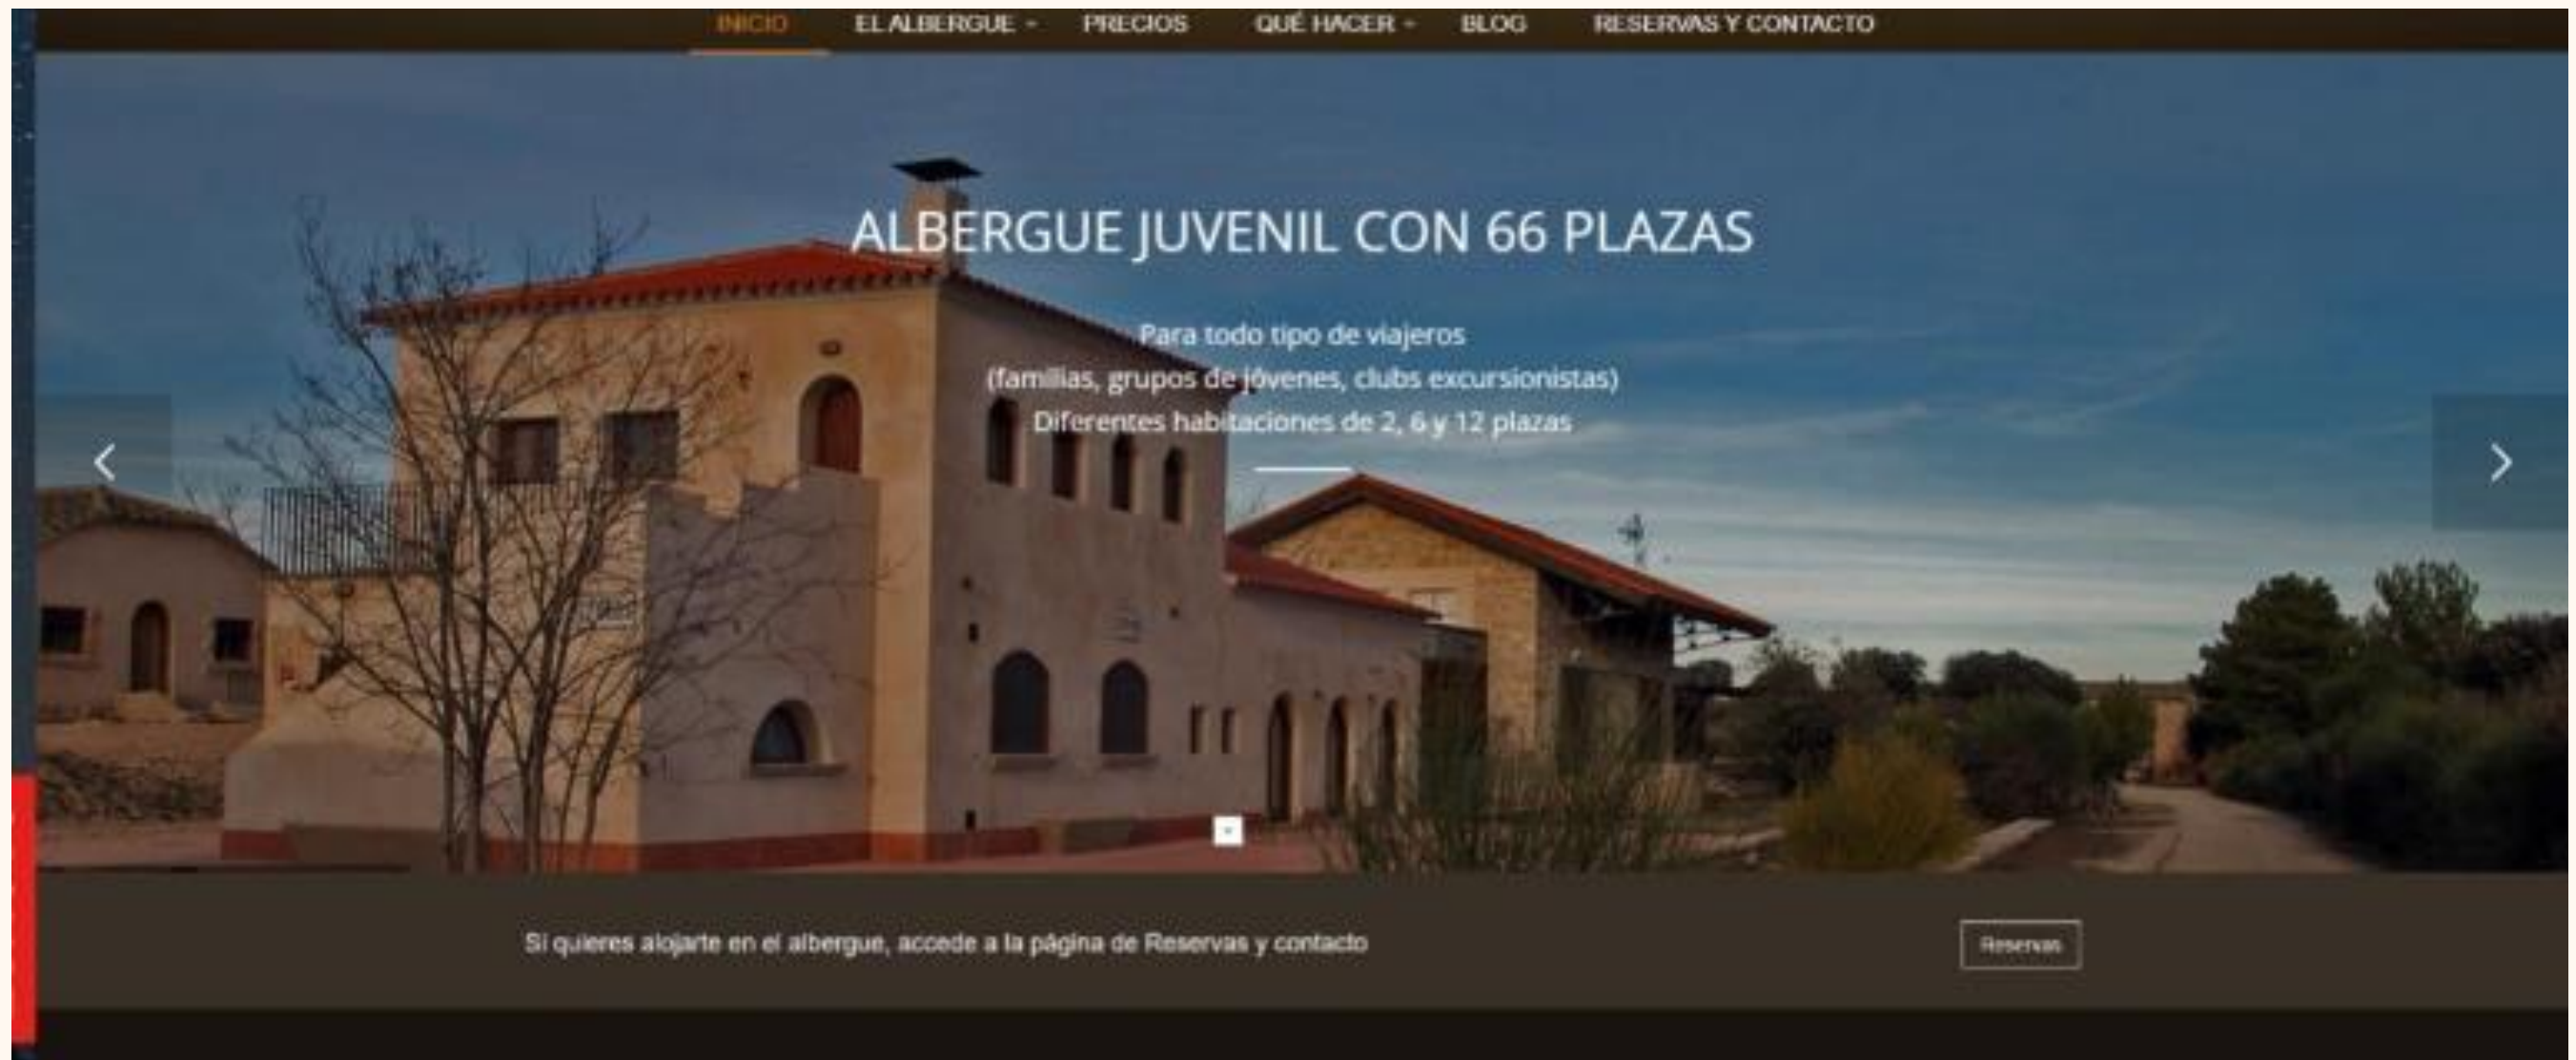 INICIO EL ALBERGUE PRECIOS QUÉ HACER BLOG RESERVAS Y CONTACTO
ALBERGUE JUVENIL CON 66 PLAZAS
Para todo tipo de viajeros
(familias, grupos de jóvenes, clubs excursionistas)
Diferentes habitaciones de 2, 6 y 12 plazas
Si quieres alojarte en el albergue, accede a la página de Reservas y contacto
Reservas